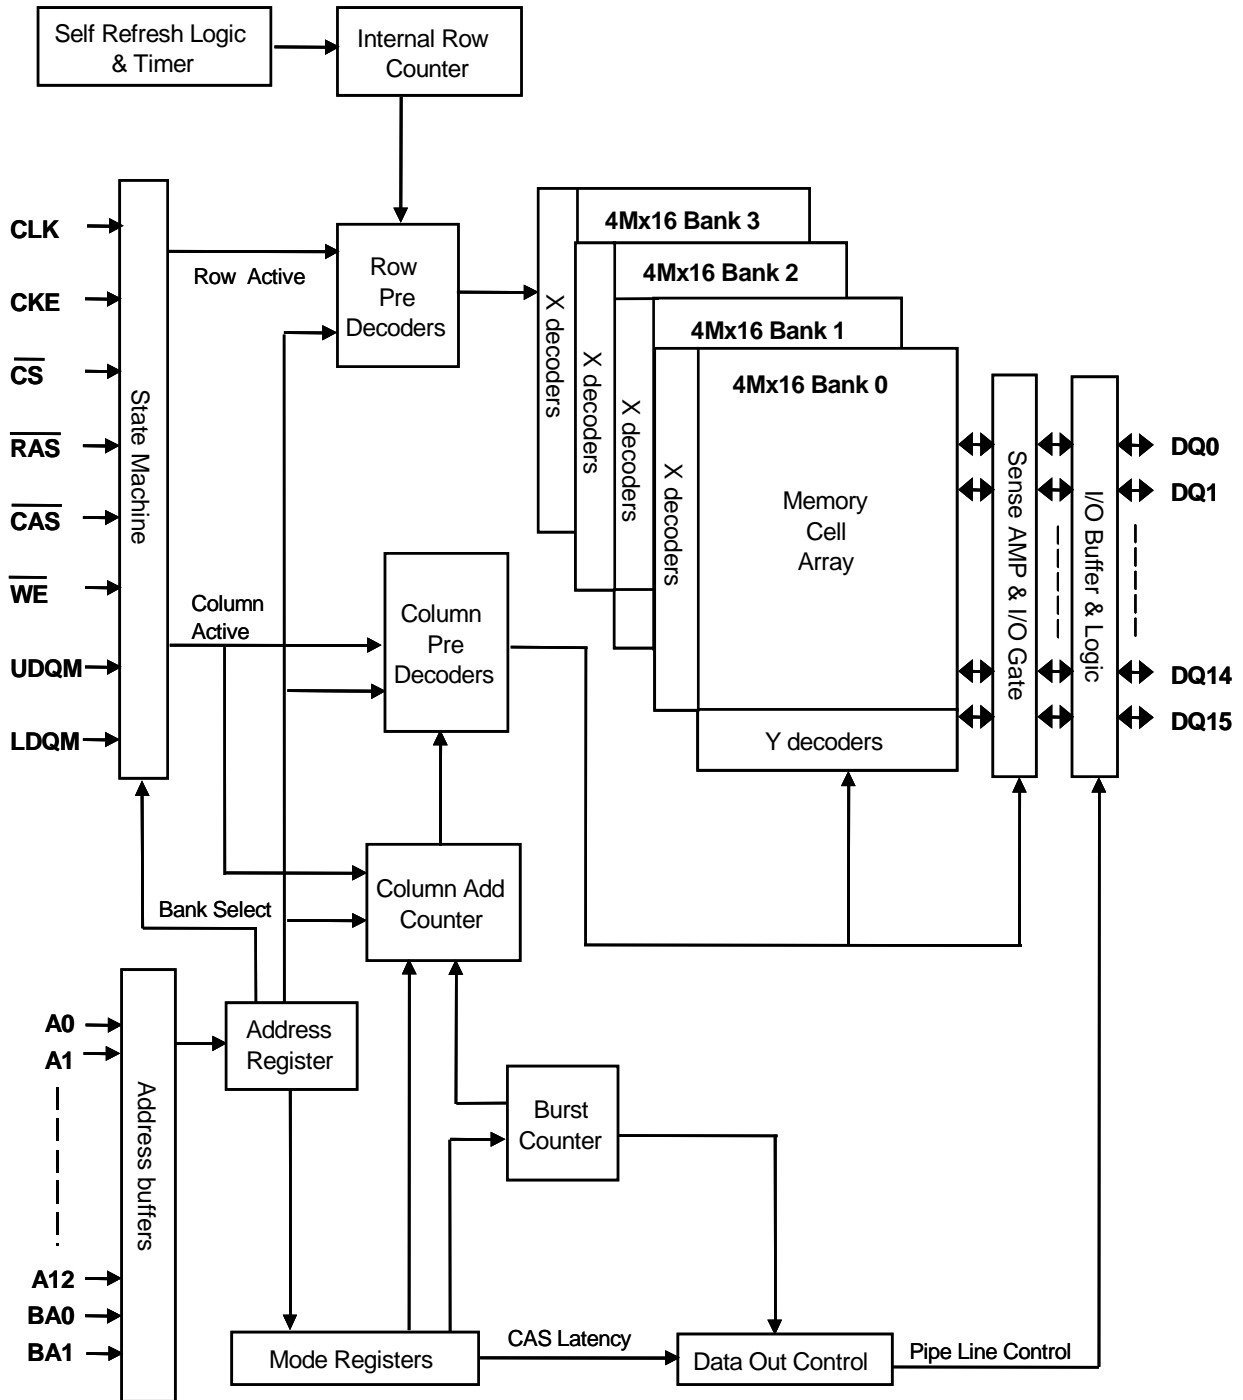 Self Refresh Logic
& Timer
Internal Row
Counter
CLK
CKE
CS
RAS
CAS
WE
UDQM
LDQM
State Machine
Row Active
Row
Pre
Decoders
Column
Active
Column
Pre
Decoders
Column Add
Counter
Bank Select
X decoders
4Mx16 Bank 3
X decoders
4Mx16 Bank 2
X decoders
4Mx16 Bank 1
X decoders
4Mx16 Bank 0
Memory
Cell
Array
Y decoders
Sense AMP & I/O Gate
I/O Buffer & Logic
DQ0
DQ1
DQ14
DQ15
A0
A1
A12
BA0
BA1
Address buffers
Address
Register
Burst
Counter
Mode Registers
CAS Latency
Data Out Control
Pipe Line Control